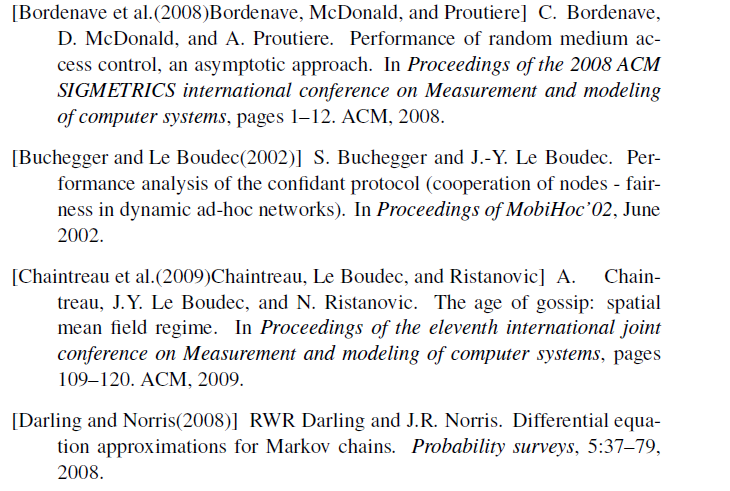 [Bordenave et al.(2008)Bordenave, McDonald, and Proutiere] C. Bordenave,
D. McDonald, and A. Proutiere. Performance of random medium ac-
cess control, an asymptotic approach. In Proceedings of the 2008 ACM
SIGMETRICS international conference on Measurement and modeling
of computer systems, pages 1–12. ACM, 2008.
[Buchegger and Le Boudec(2002)] S. Buchegger and J.-Y. Le Boudec. Per-
formance analysis of the confidant protocol (cooperation of nodes - fair-
ness in dynamic ad-hoc networks). In Proceedings of MobiHoc’02, June
2002.
[Chaintreau et al.(2009)Chaintreau, Le Boudec, and Ristanovic] A. Chain-
treau, J.Y. Le Boudec, and N. Ristanovic. The age of gossip: spatial
mean field regime. In Proceedings of the eleventh international joint
conference on Measurement and modeling of computer systems, pages
109–120. ACM, 2009.
[Darling and Norris(2008)] RWR Darling and J.R. Norris. Differential equa-
tion approximations for Markov chains. Probability surveys, 5:37–79,
2008.